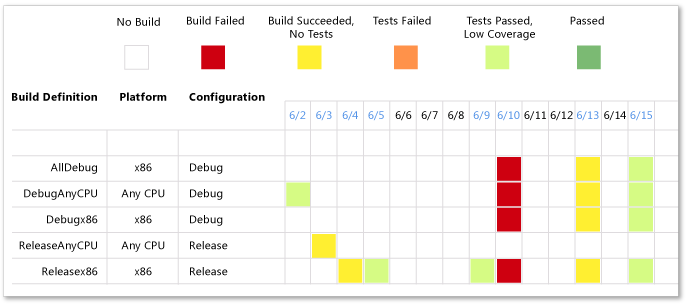 No Build Build Failed Build Succeeded, No Tests Tests Failed Tests Passed, Low Coverage Passed
Build Definition Platform Configuration
6/2 6/3 6/4 6/5 6/6 6/7 6/8 6/9 6/10 6/11 6/12 6/13 6/14 6/15
AllDebug x86 Debug
DebugAnyCPU Any CPU Debug
Debugx86 x86 Debug
ReleaseAnyCPU Any CPU Release
Releasex86 x86 Release